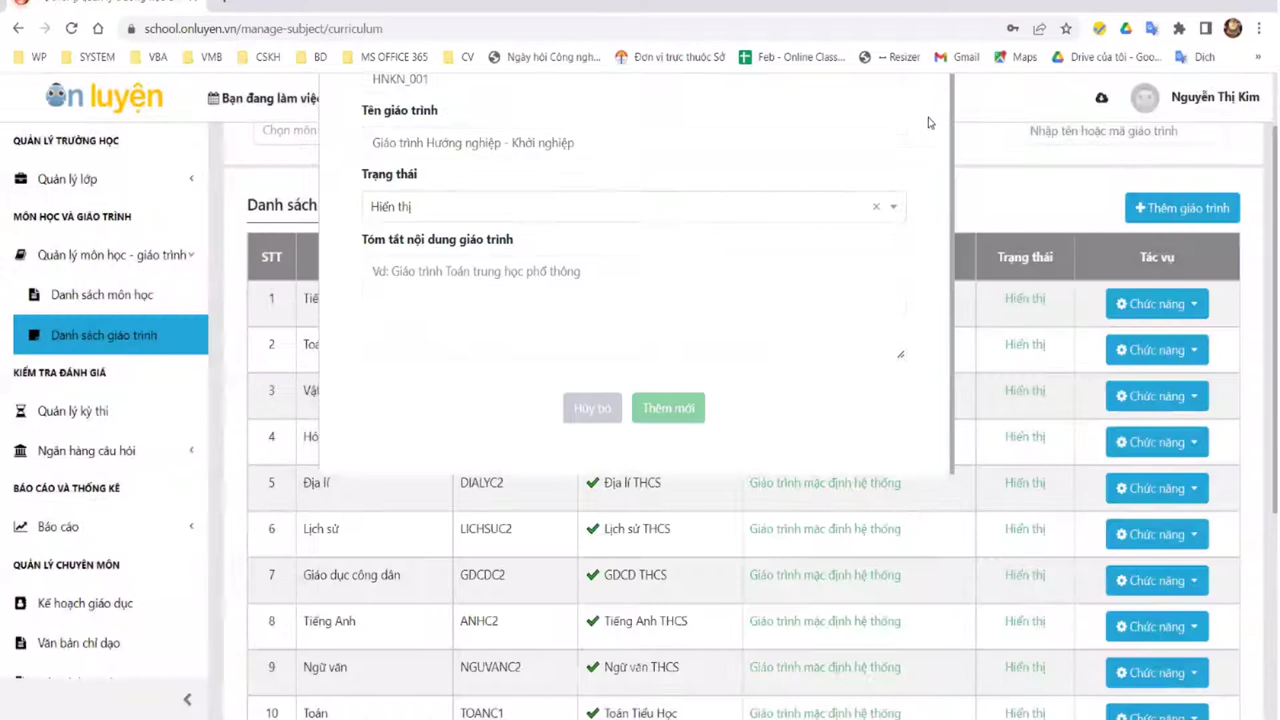 school.onluyen.vn/manage-subject/curriculum
WP SYSTEM VBA VMB CSKH BD MS OFFICE 365 CV Ngày hội Công ngh... Đơn vị trực thuộc Sở Feb - Online Classs... -- Resizer Gmail Maps Drive của tôi - Goo... Dịch »
Ôn luyện
Bạn đang làm việc
Nguyễn Thị Kim
QUẢN LÝ TRƯỜNG HỌC
Quản lý lớp
MÔN HỌC VÀ GIÁO TRÌNH
Quản lý môn học - giáo trình
Danh sách môn học
Danh sách giáo trình
KIỂM TRA ĐÁNH GIÁ
Quản lý kỳ thi
Ngân hàng câu hỏi
BÁO CÁO VÀ THỐNG KÊ
Báo cáo
QUẢN LÝ CHUYÊN MÔN
Kế hoạch giáo dục
Văn bản chỉ đạo
Chọn môn
Nhập tên hoặc mã giáo trình
HNKN_001
Tên giáo trình
Giáo trình Hướng nghiệp - Khởi nghiệp
Trạng thái
Hiển thị
Tóm tắt nội dung giáo trình
Vd: Giáo trình Toán trung học phổ thông
Hủy bỏ
Thêm mới
Danh sách
Thêm giáo trình
STT Trạng thái Tác vụ
1 Hiển thị Chức năng
2 Hiển thị Chức năng
3 Hiển thị Chức năng
4 Hiển thị Chức năng
5 Địa lí DIALYC2 Địa lí THCS Giáo trình mặc định hệ thống Hiển thị Chức năng
6 Lịch sử LICHSUC2 Lịch sử THCS Giáo trình mặc định hệ thống Hiển thị Chức năng
7 Giáo dục công dân GDCDC2 GDCD THCS Giáo trình mặc định hệ thống Hiển thị Chức năng
8 Tiếng Anh ANHC2 Tiếng Anh THCS Giáo trình mặc định hệ thống Hiển thị Chức năng
9 Ngữ văn NGUVANC2 Ngữ văn THCS Giáo trình mặc định hệ thống Hiển thị Chức năng
10 Toán TOANC1 Toán Tiểu Học Giáo trình mặc định hệ thống Hiển thị Chức năng